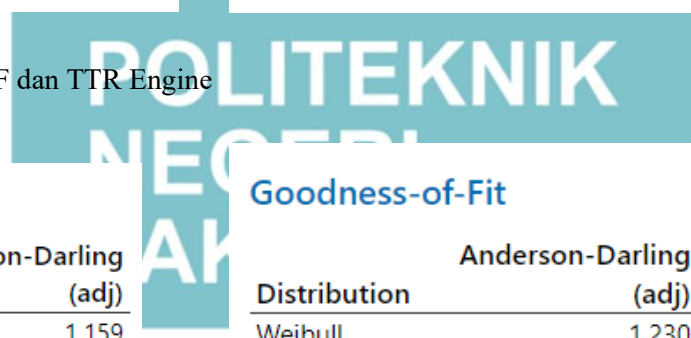 F dan TTR Engine
POLITEKNIK
NEGERI
Goodness-of-Fit
on-Darling
(adj)
1.159
Anderson-Darling
Distribution (adj)
Weibull 1.230